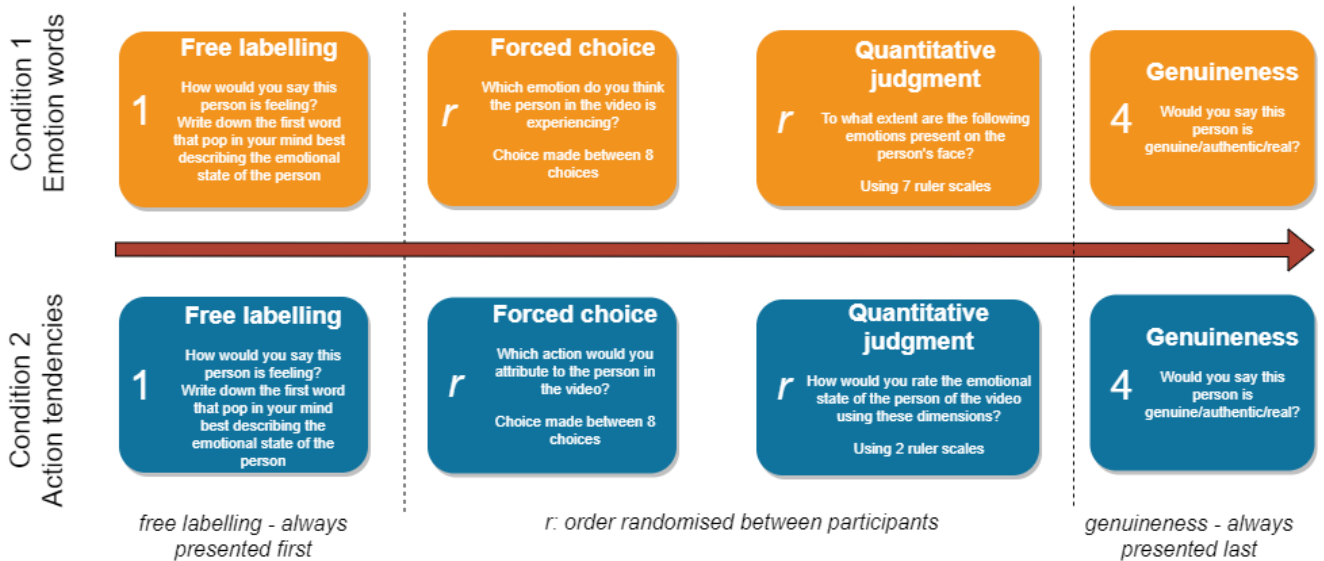 Condition 1
Emotion words
Free labelling
1
How would you say this
person is feeling?
Write down the first word
that pop in your mind best
describing the emotional
state of the person
Forced choice
r
Which emotion do you think
the person in the video is
experiencing?
Choice made between 8
choices
Quantitative
judgment
r
To what extent are the following
emotions present on the
person's face?
Using 7 ruler scales
Genuineness
4
Would you say this
person is
genuine/authentic/real?
Condition 2
Action tendencies
Free labelling
1
How would you say this
person is feeling?
Write down the first word
that pop in your mind
best describing the
emotional state of the
person
Forced choice
r
Which action would you
attribute to the person in
the video?
Choice made between 8
choices
Quantitative
judgment
r
How would you rate the emotional
state of the person of the video
using these dimensions?
Using 2 ruler scales
Genuineness
4
Would you say this
person is
genuine/authentic/real?
free labelling - always
presented first
r: order randomised between participants
genuineness - always
presented last